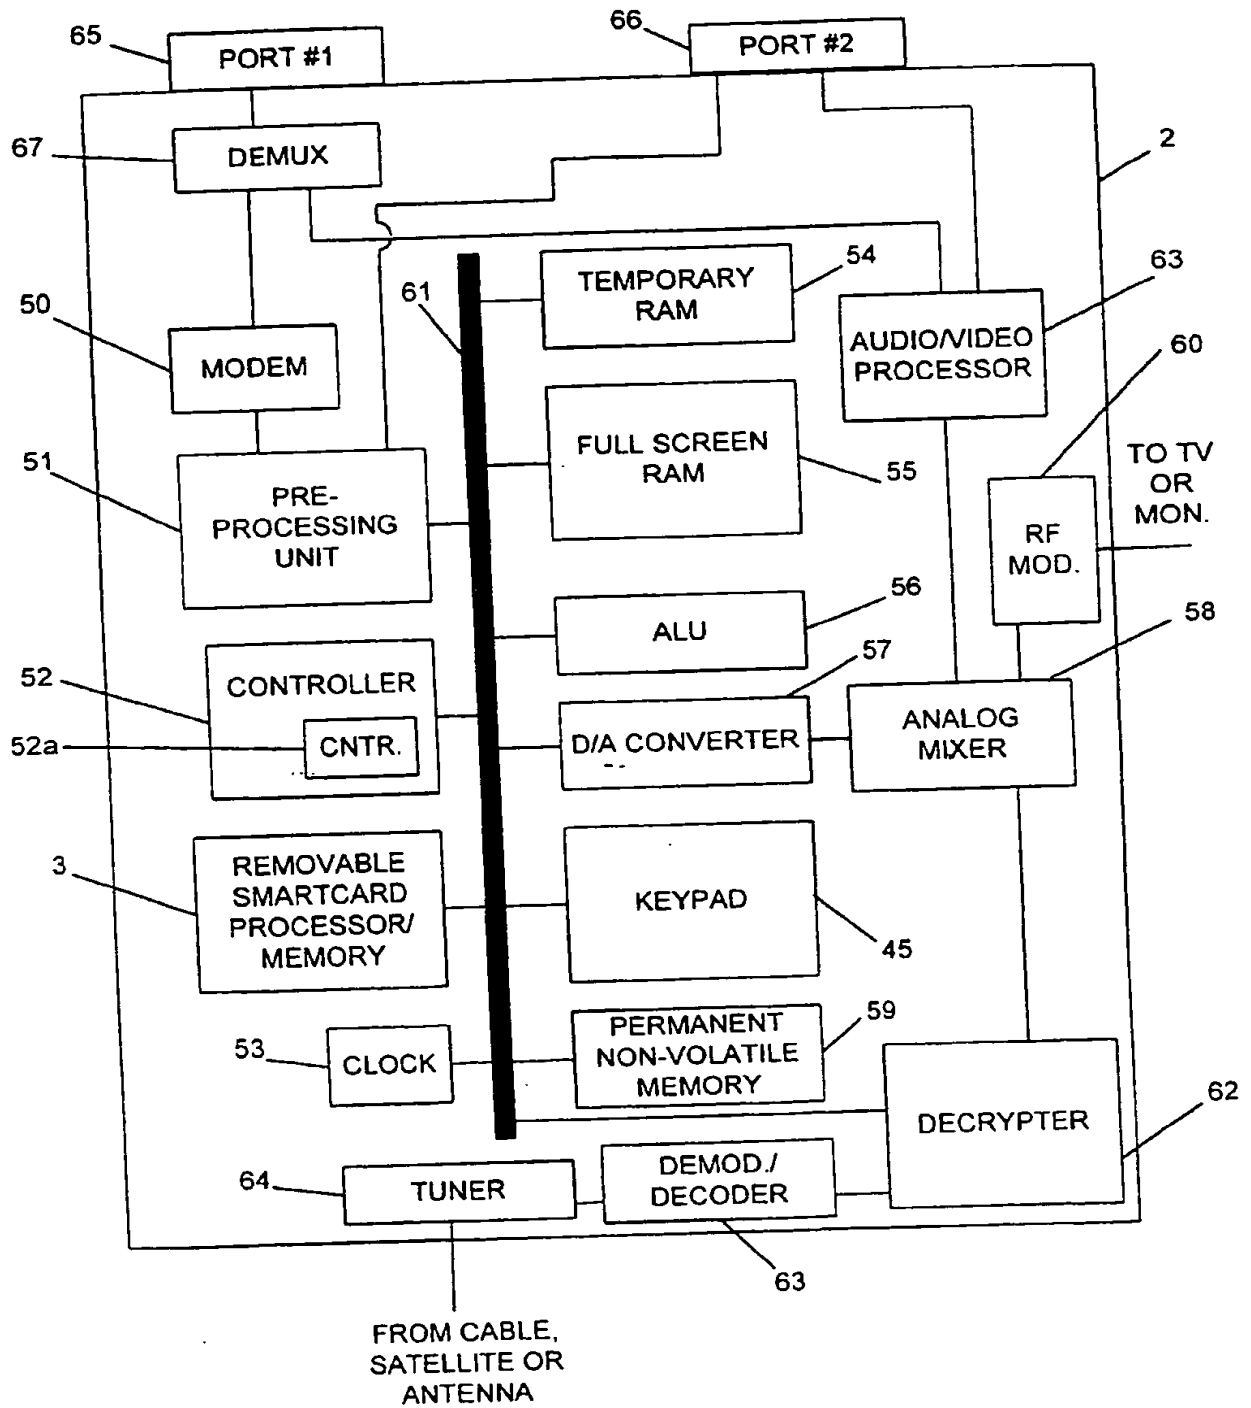 65
PORT #1
66
PORT #2
67
DEMUX
2
54
TEMPORARY
RAM
63
61
50
MODEM
AUDIO/VIDEO
PROCESSOR
60
FULL SCREEN
RAM
55
51
PRE-
PROCESSING
UNIT
TO TV
OR
MON.
RF
MOD.
56
ALU
58
57
52
CONTROLLER
52a
CNTR.
D/A CONVERTER
ANALOG
MIXER
3
REMOVABLE
SMARTCARD
PROCESSOR/
MEMORY
KEYPAD
45
53
CLOCK
59
PERMANENT
NON-VOLATILE
MEMORY
DECRYPTER
62
64
TUNER
DEMOD./
DECODER
63
FROM CABLE,
SATELLITE OR
ANTENNA